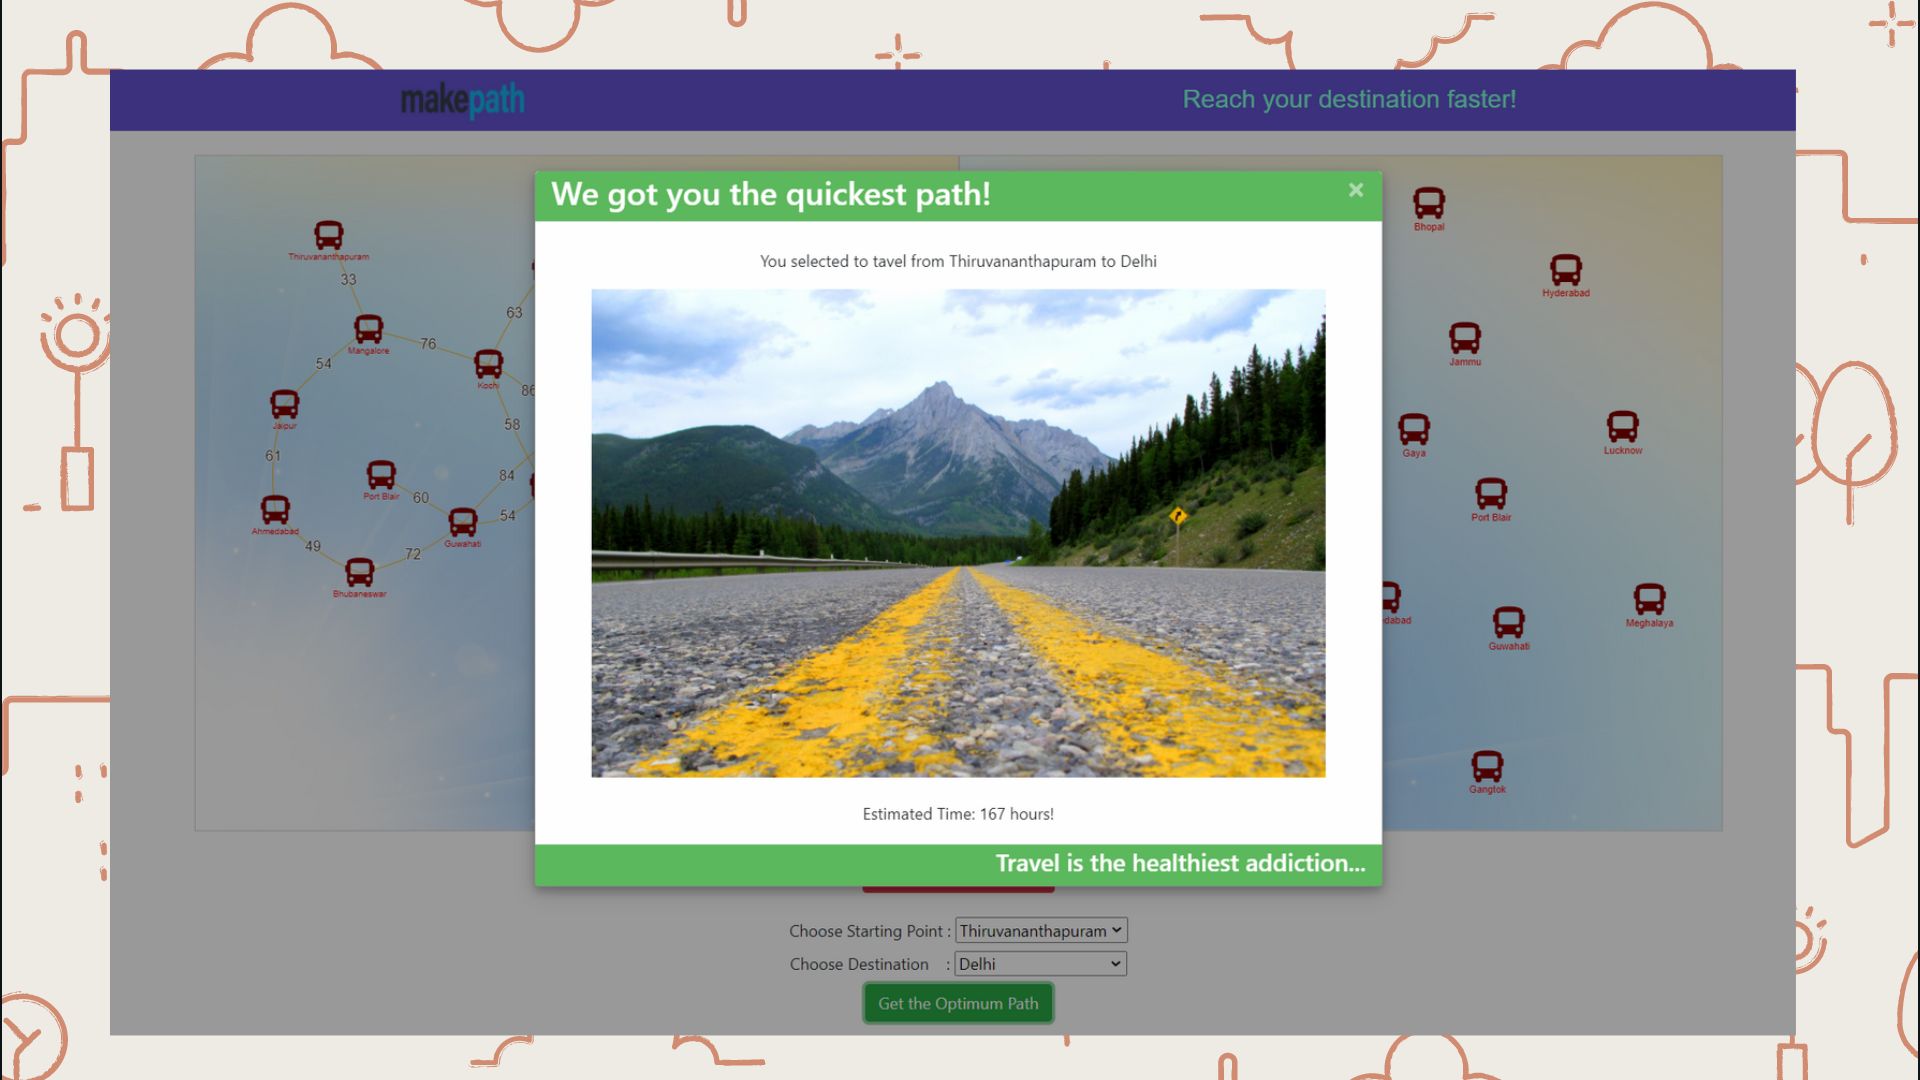 makepath
Reach your destination faster!
We got you the quickest path!
×
You selected to tavel from Thiruvananthapuram to Delhi
Estimated Time: 167 hours!
Travel is the healthiest addiction...
Thiruvananthapuram
33
Mangalore
76
63
54
Kochi
86
Jaipur
58
61
84
Port Blair
60
54
Ahmedabad
Guwahati
49
72
Bhubaneswar
Bhopal
Hyderabad
Jammu
Gaya
Lucknow
Port Blair
dabad
Meghalaya
Guwahati
Gangtok
Choose Starting Point : Thiruvananthapuram
Choose Destination : Delhi
Get the Optimum Path